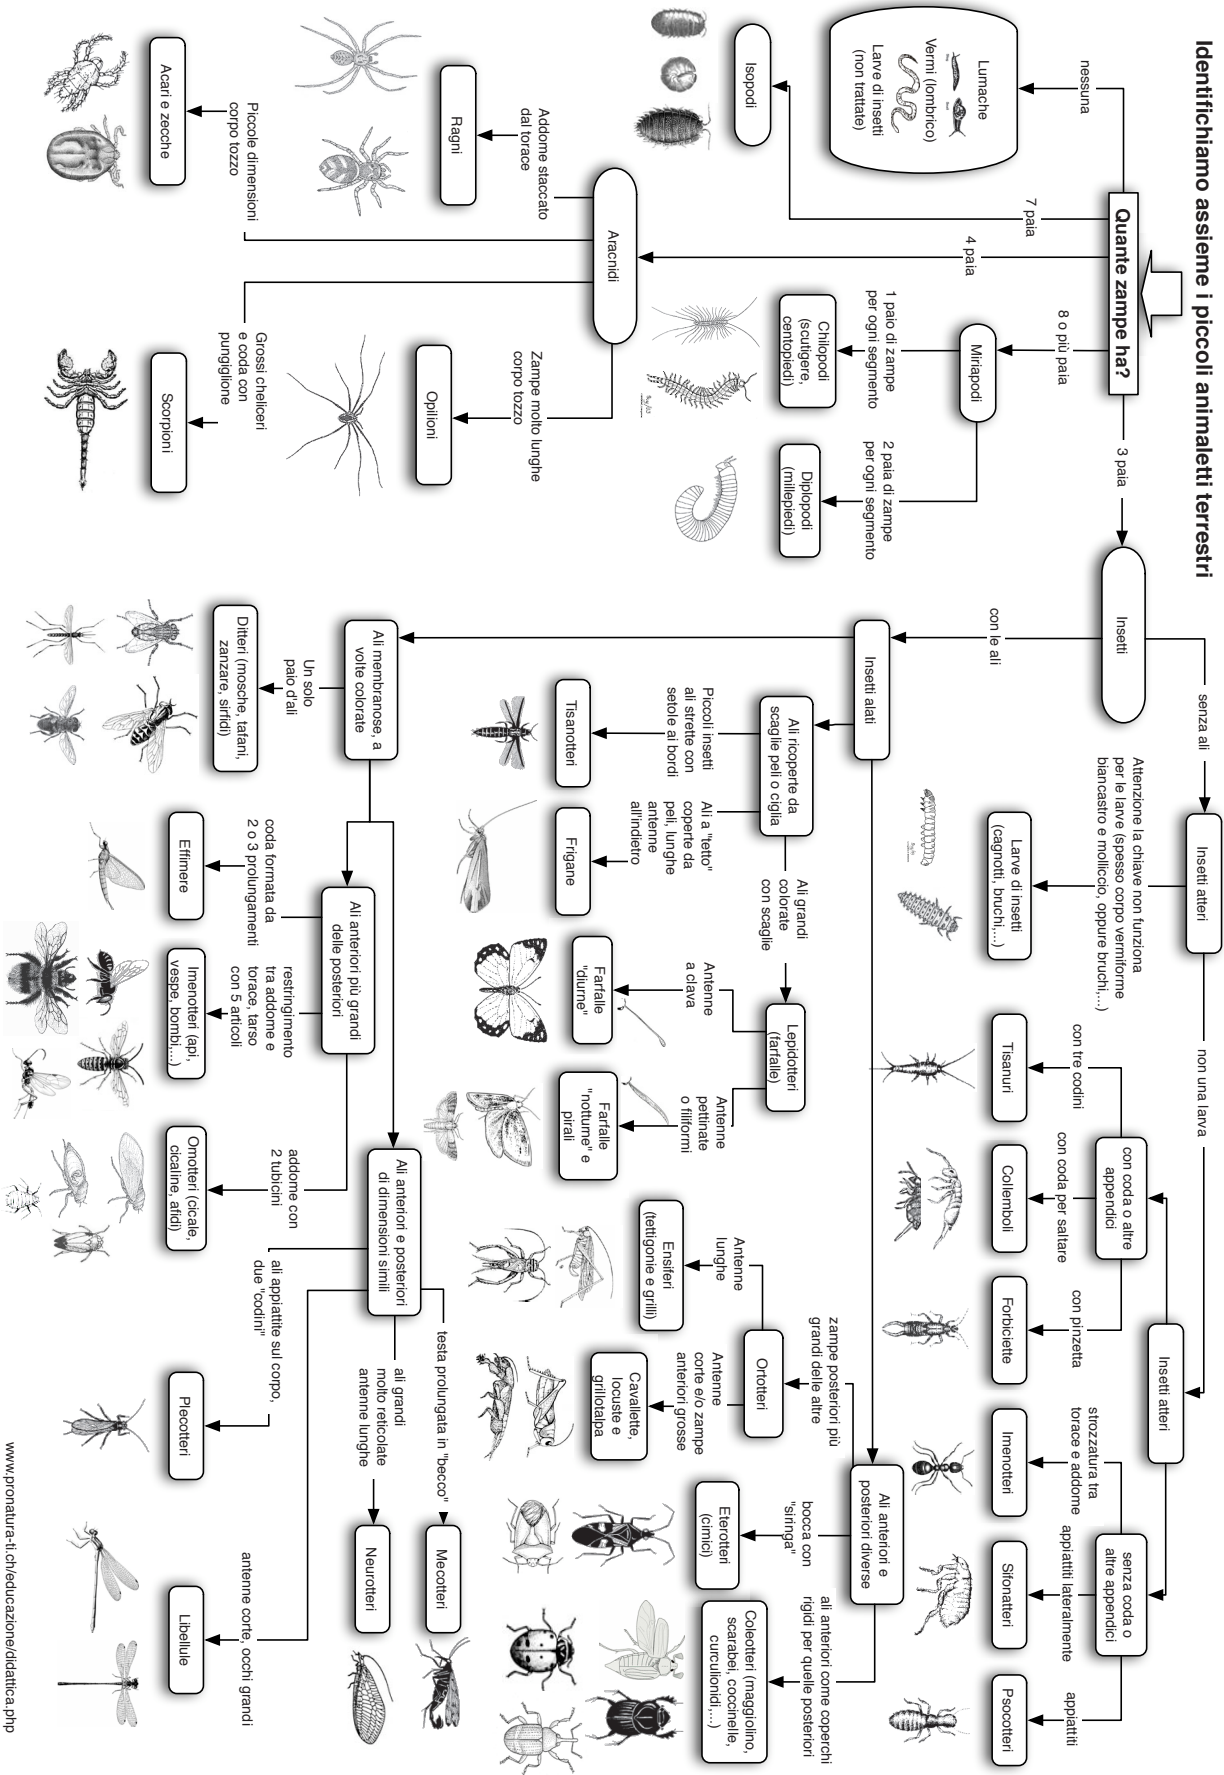 Identifichiamo assieme i piccoli animaletti terrestri
Quante zampe ha?
nessuna
Lumache
Vermi (lombrico)
Larve di insetti
(non trattate)
7 paia
Isopodi
4 paia
Aracnidi
Addome staccato
dal torace
Ragni
Piccole dimensioni
corpo tozzo
Acari e zecche
Grossi cheliceri
e coda con
pungiglione
Scorpioni
Zampe molto lunghe
corpo tozzo
Opilioni
8 o più paia
Miriapodi
1 paio di zampe
per ogni segmento
Chilopodi
(scutigere,
centopiedi)
2 paia di zampe
per ogni segmento
Diplopodi
(millepiedi)
3 paia
Insetti
senza ali
Insetti atteri
Attenzione la chiave non funziona
per le larve (spesso corpo vermiforme
biancastro e molliccio, oppure bruchi,...)
Larve di insetti
(cagnotti, bruchi,...)
non una larva
Insetti atteri
con coda o altre
appendici
con tre codini
Tisanuri
con coda per saltare
Collemboli
con pinzetta
Forbiciette
senza coda o
altre appendici
strozzatura tra
torace e addome
Imenotteri
appiattiti lateralmente
Sifonatteri
appiattiti
Psocotteri
con le ali
Insetti alati
Ali ricoperte da
scaglie peli o ciglia
Piccoli insetti
ali strette con
setole ai bordi
Tisanotteri
Ali a "tetto"
coperte da
peli, lunghe
antenne
all'indietro
Frigane
Ali grandi
colorate
con scaglie
Lepidotteri
(farfalle)
Antenne
a clava
Farfalle
"diurne"
Antenne
pettinate
o filiformi
Farfalle
"notturne" e
pirali
Ali anteriori e
posteriori diverse
zampe posteriori più
grandi delle altre
Ortotteri
Antenne
lunghe
Ensiferi
(tettigonie e grilli)
Antenne
corte e/o zampe
anteriori grosse
Cavallette,
locuste e
grillotalpa
bocca con
"siringa"
Eterotteri
(cimici)
ali anteriori come coperchi
rigidi per quelle posteriori
Coleotteri (maggiolino,
scarabei, coccinelle,
curculionidi,...)
Ali membranose, a
volte colorate
Un solo
paio d'ali
Ditteri (mosche, tafani,
zanzare, sirfidi)
Ali anteriori più grandi
delle posteriori
coda formata da
2 o 3 prolungamenti
Effimere
restringimento
tra addome e
torace, tarso
con 5 articoli
Imenotteri (api,
vespe, bombi,...)
addome con
2 tubicini
Omotteri (cicale,
cicaline, afidi)
Ali anteriori e posteriori
di dimensioni simili
testa prolungata in "becco"
Mecotteri
ali grandi
molto reticolate
antenne lunghe
Neurotteri
ali appiattite sul corpo,
due "codini"
Plecotteri
antenne corte, occhi grandi
Libellule
www.pronatura-ti.ch/educazione/didattica.php